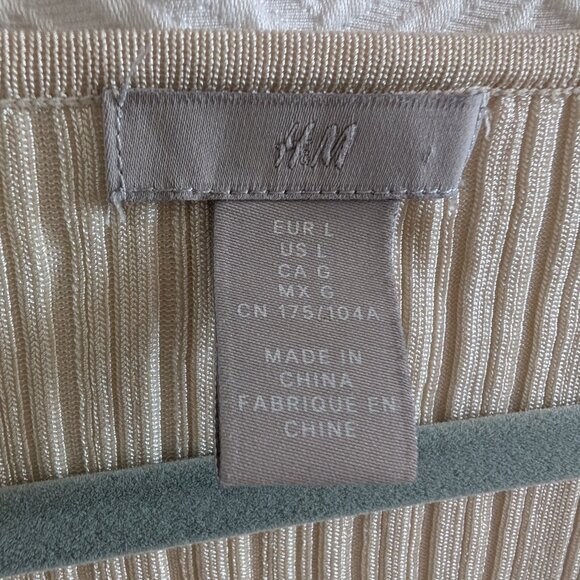 H&M
EUR L
US L
CA G
MX G
CN 175/104A
MADE IN
CHINA
FABRIQUE EN
CHINE